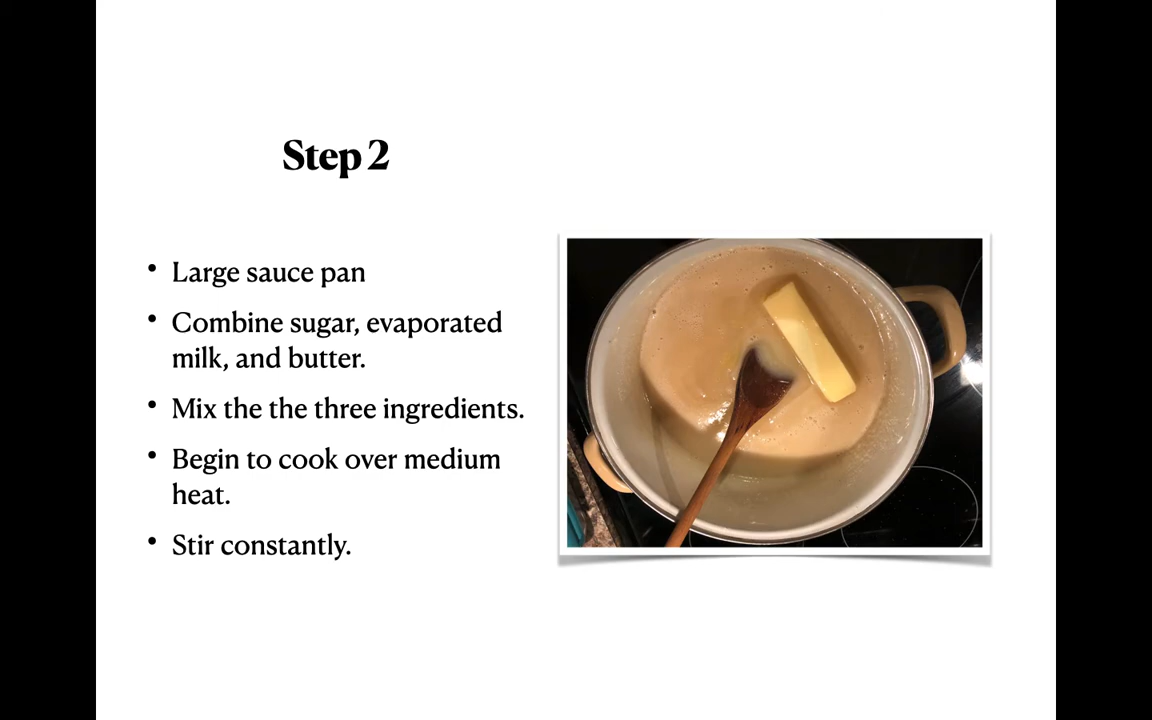 Step 2
• Large sauce pan
• Combine sugar, evaporated
milk, and butter.
• Mix the the three ingredients.
• Begin to cook over medium
heat.
• Stir constantly.